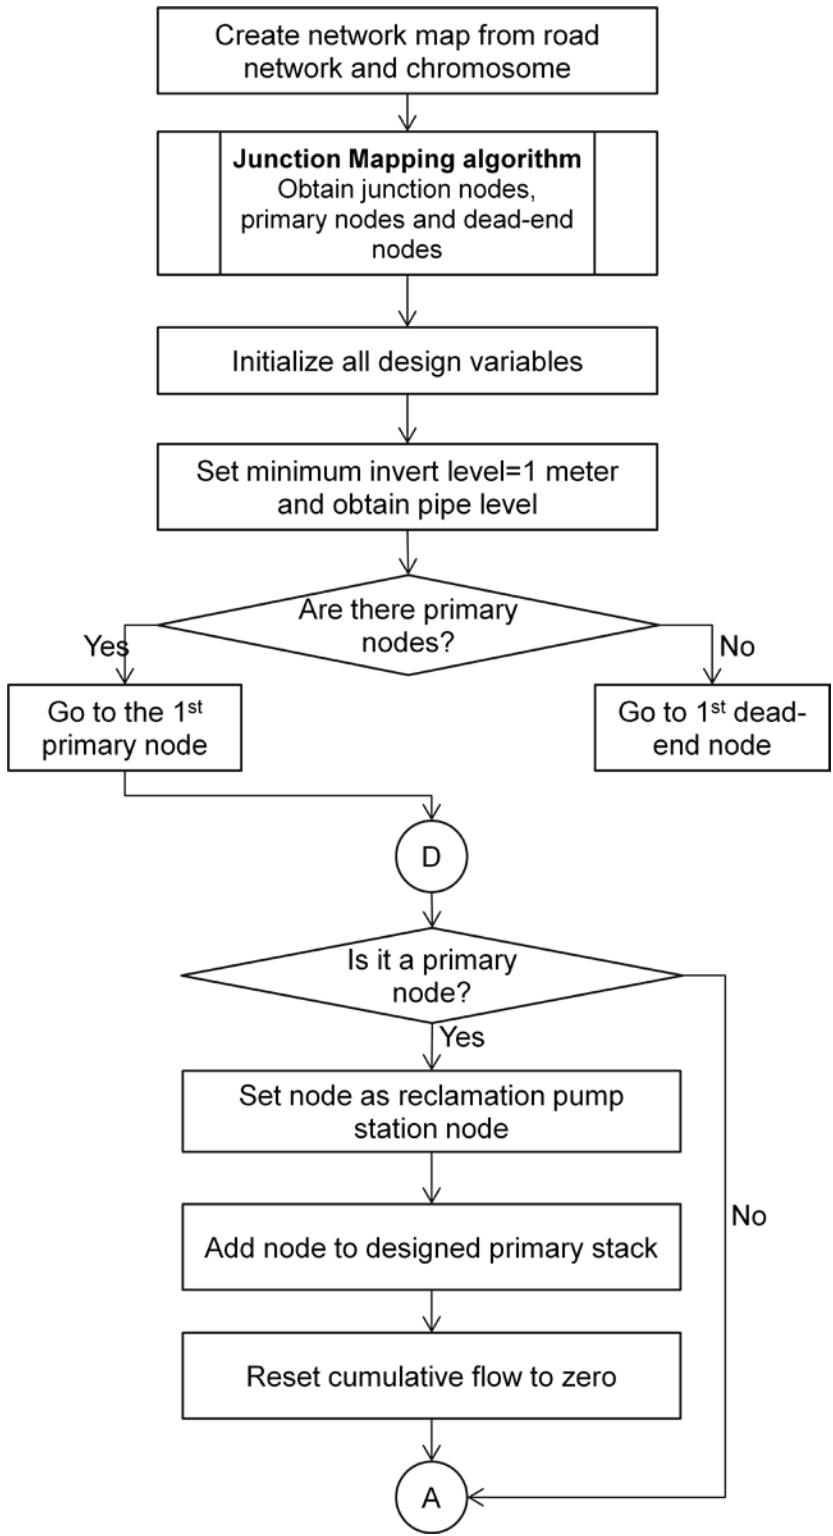 Create network map from road
network and chromosome
Junction Mapping algorithm
Obtain junction nodes,
primary nodes and dead-end
nodes
Initialize all design variables
Set minimum invert level=1 meter
and obtain pipe level
Are there primary
nodes?
Yes
No
Go to the 1st
primary node
Go to 1st dead-
end node
D
Is it a primary
node?
Yes
Set node as reclamation pump
station node
No
Add node to designed primary stack
Reset cumulative flow to zero
A